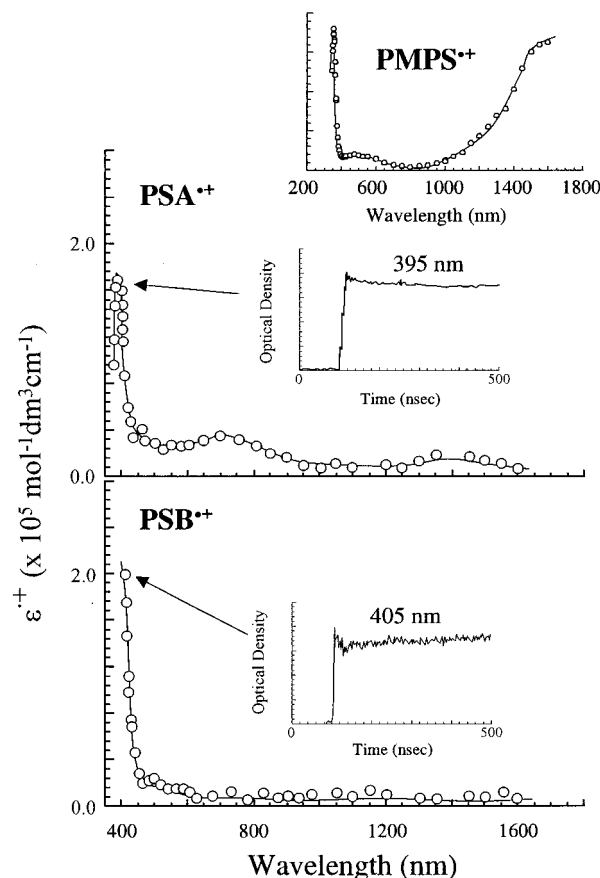 PMPS•+
200 600 1000 1400 1800
Wavelength (nm)
PSA•+
2.0
395 nm
Optical Density
0 500
Time (nsec)
0.0
ε•+ (x 10⁵ mol⁻¹dm³cm⁻¹)
PSB•+
2.0
405 nm
Optical Density
0 500
Time (nsec)
0.0
400 800 1200 1600
Wavelength (nm)